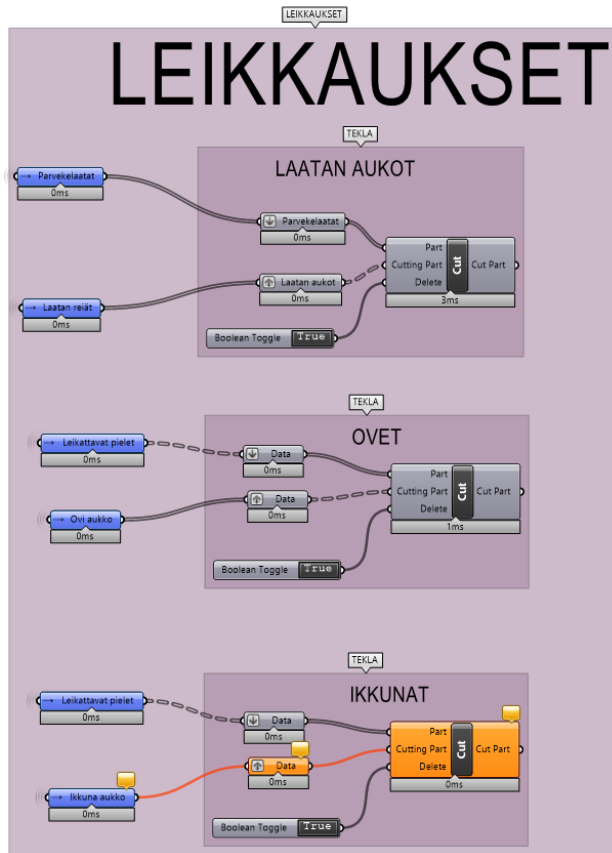 LEIKKAUKSET
LEIKKAUKSET
TEKLA
LAATAN AUKOT
Parvekelaatat
0ms
Parvekelaatat
0ms
Part
Cutting Part
Delete
Cut
Cut Part
3ms
Laatan aukot
0ms
Laatan reiät
0ms
Boolean Toggle True
TEKLA
OVET
Leikattavat pielet
0ms
Data
0ms
Part
Cutting Part
Delete
Cut
Cut Part
1ms
Data
0ms
Ovi aukko
0ms
Boolean Toggle True
TEKLA
IKKUNAT
Leikattavat pielet
0ms
Data
0ms
Part
Cutting Part
Delete
Cut
Cut Part
0ms
Data
0ms
Ikkuna aukko
0ms
Boolean Toggle True